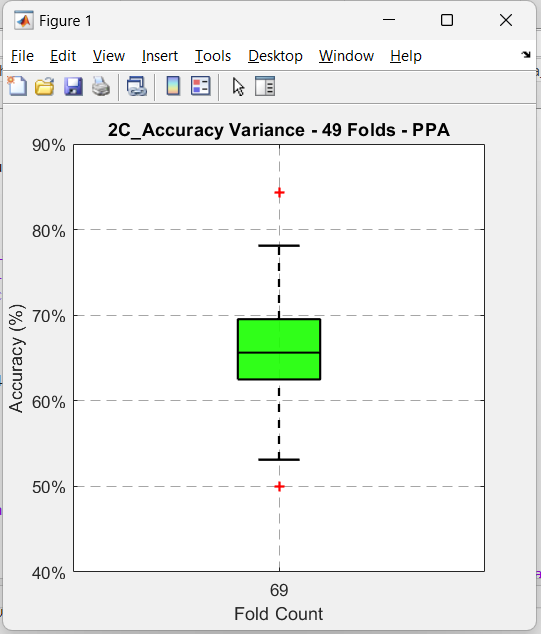 Figure 1
File Edit View Insert Tools Desktop Window Help
2C_Accuracy Variance - 49 Folds - PPA
90%
80%
70%
60%
50%
40%
Accuracy (%)
69
Fold Count